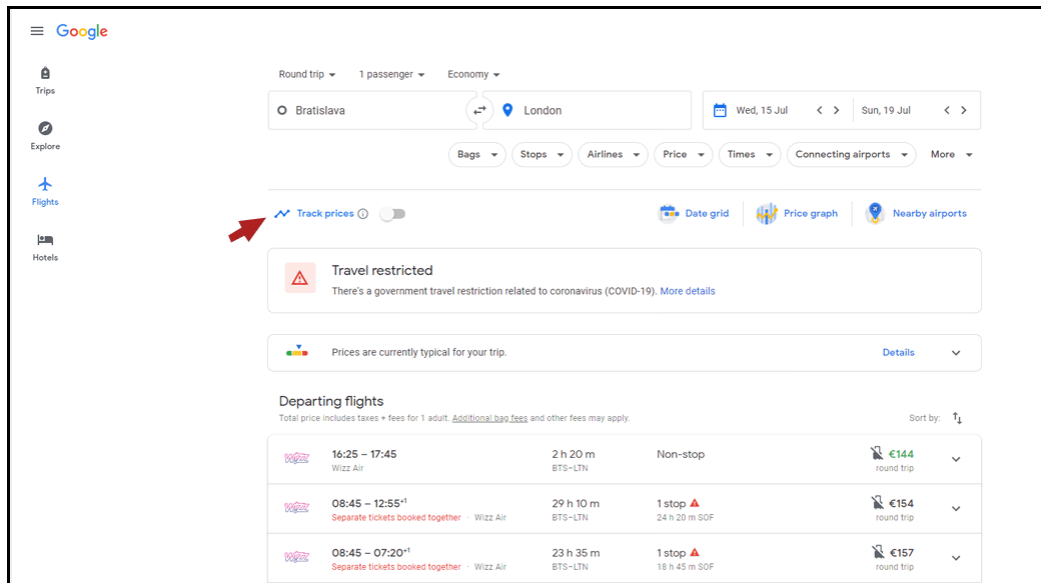 Google
Trips
Explore
Flights
Hotels
Round trip 1 passenger Economy
Bratislava London Wed, 15 Jul Sun, 19 Jul
Bags Stops Airlines Price Times Connecting airports More
Track prices Date grid Price graph Nearby airports
Travel restricted
There's a government travel restriction related to coronavirus (COVID-19). More details
Prices are currently typical for your trip. Details
Departing flights
Total price includes taxes + fees for 1 adult. Additional bag fees and other fees may apply. Sort by:
WIZZ 16:25 – 17:45 2 h 20 m Non-stop €144
Wizz Air BTS–LTN round trip
WIZZ 08:45 – 12:55+1 29 h 10 m 1 stop €154
Separate tickets booked together · Wizz Air BTS–LTN 24 h 20 m SOF round trip
WIZZ 08:45 – 07:20+1 23 h 35 m 1 stop €157
Separate tickets booked together · Wizz Air BTS–LTN 18 h 45 m SOF round trip